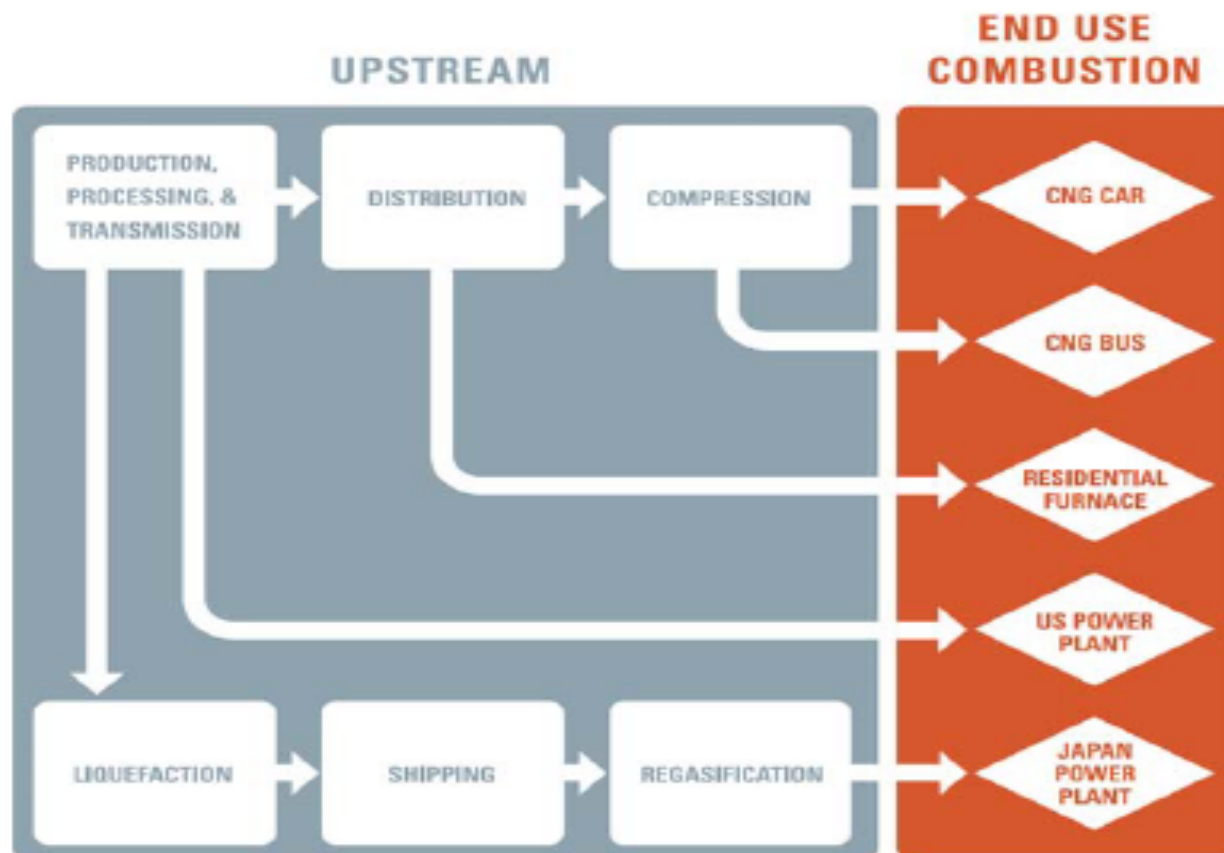 UPSTREAM
END USE
COMBUSTION
PRODUCTION,
PROCESSING, &
TRANSMISSION
DISTRIBUTION
COMPRESSION
CNG CAR
CNG BUS
RESIDENTIAL
FURNACE
US POWER
PLANT
LIQUEFACTION
SHIPPING
REGASIFICATION
JAPAN
POWER
PLANT